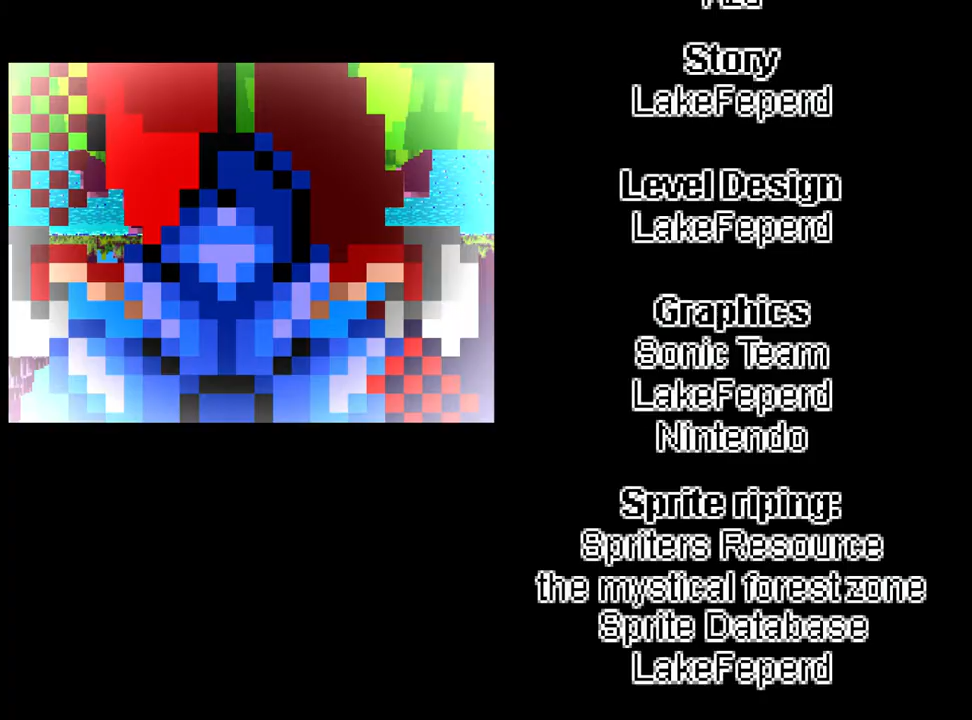 Story
LakeFeperd
Level Design
LakeFeperd
Graphics
Sonic Team
LakeFeperd
Nintendo
Sprite riping:
Spriters Resource
the mystical forest zone
Sprite Database
LakeFeperd